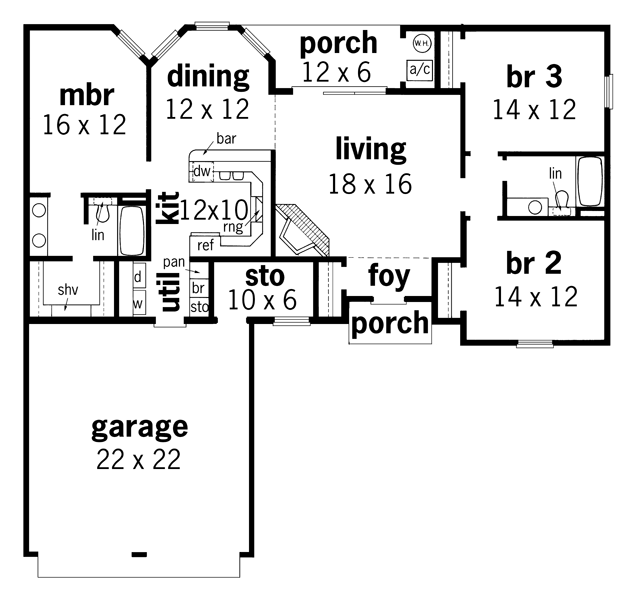 porch
12 x 6
W.H.
a/c
mbr
16 x 12
dining
12 x 12
br 3
14 x 12
bar
living
18 x 16
dw
kit
12x10
rng
ref
lin
lin
pan
util
d
w
br
sto
shv
sto
10 x 6
foy
porch
br 2
14 x 12
garage
22 x 22